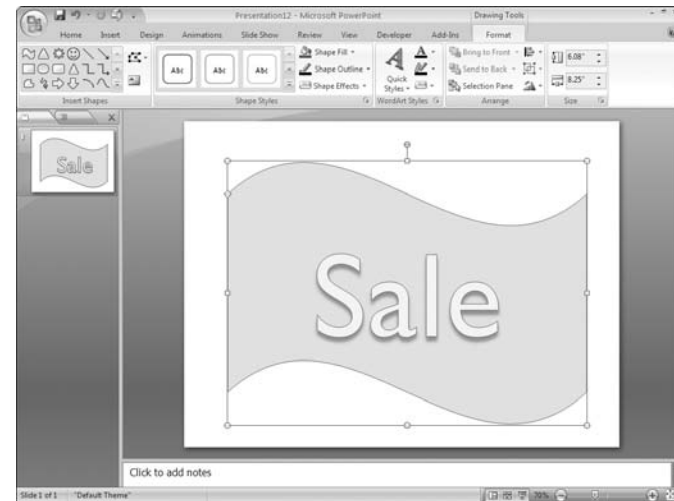 Presentation12 - Microsoft PowerPoint
Drawing Tools
Home Insert Design Animations Slide Show Review View Developer Add-Ins Format
Abc Abc Abc
Shape Fill
Shape Outline
Shape Effects
Quick
Styles
Bring to Front
Send to Back
Selection Pane
6.08"
8.25"
Insert Shapes Shape Styles WordArt Styles Arrange Size
1
Sale
Sale
Click to add notes
Slide 1 of 1 "Default Theme" 70%